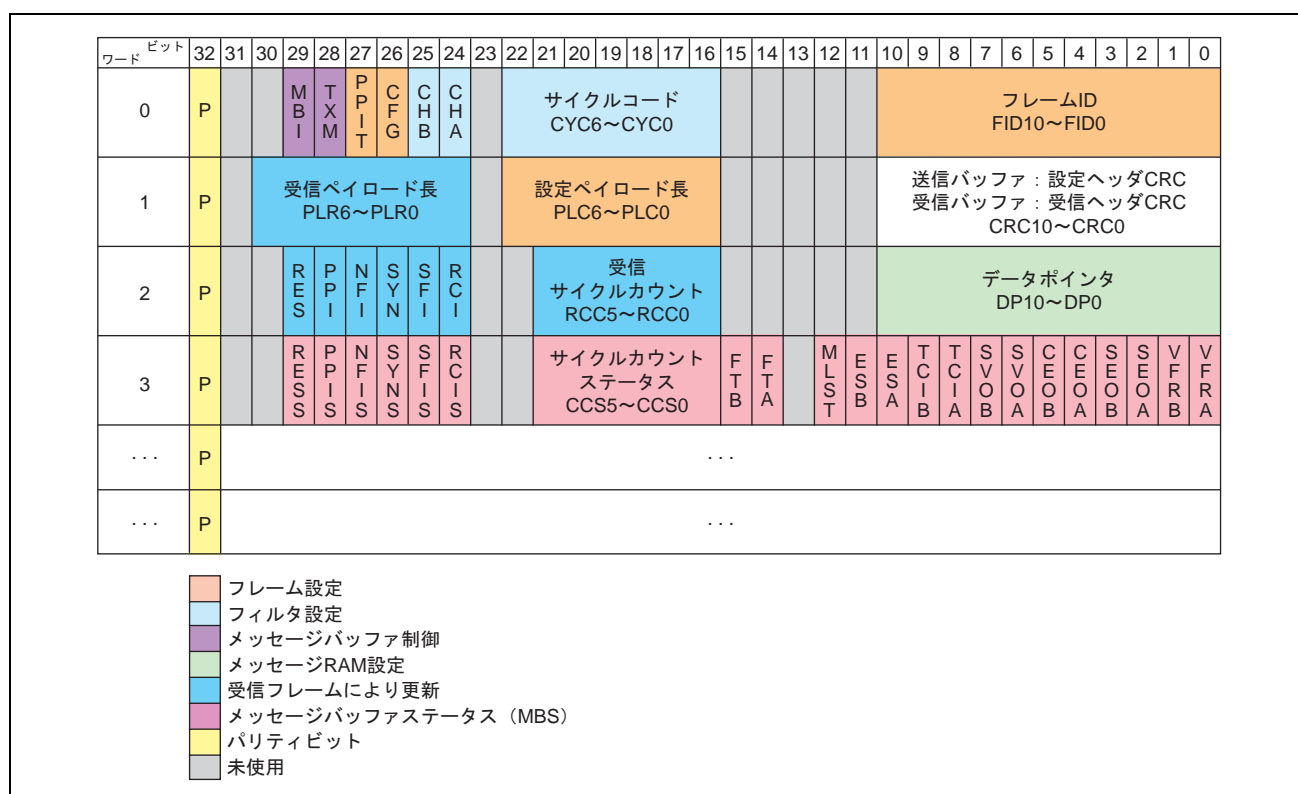 ビット
ワード
32 31 30 29 28 27 26 25 24 23 22 21 20 19 18 17 16 15 14 13 12 11 10 9 8 7 6 5 4 3 2 1 0
0 P MBI TXM PPIT CFG CHB CHA サイクルコード フレームID
CYC6～CYC0 FID10～FID0
1 P 受信ペイロード長 設定ペイロード長 送信バッファ：設定ヘッダCRC
PLR6～PLR0 PLC6～PLC0 受信バッファ：受信ヘッダCRC
CRC10～CRC0
2 P RES PPI NFI SYN SFI RCI 受信 データポインタ
サイクルカウント DP10～DP0
RCC5～RCC0
3 P RESS PPIS NFIS SYNS SFIS RCIS サイクルカウント FTB FTA MLST ESB ESA TCIB TCIA SVOB SVOA CEOB CEOA SEOB SEOA VFRB VFRA
ステータス
CCS5～CCS0
··· P ···
··· P ···
フレーム設定
フィルタ設定
メッセージバッファ制御
メッセージRAM設定
受信フレームにより更新
メッセージバッファステータス（MBS）
パリティビット
未使用